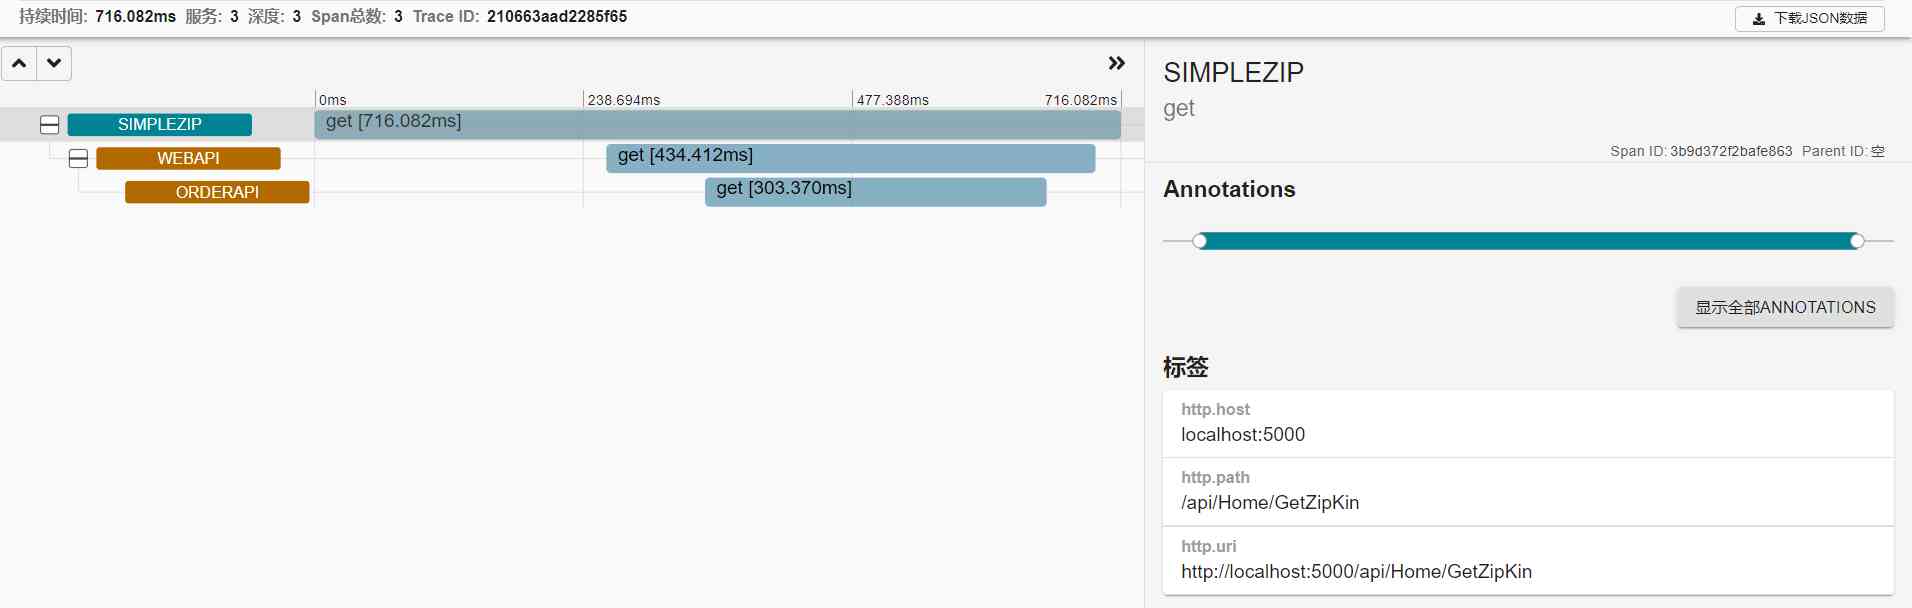 持续时间: 716.082ms 服务: 3 深度: 3 Span总数: 3 Trace ID: 210663aad2285f65
下载JSON数据
0ms 238.694ms 477.388ms 716.082ms
SIMPLEZIP get [716.082ms]
WEBAPI get [434.412ms]
ORDERAPI get [303.370ms]
SIMPLEZIP
get
Span ID: 3b9d372f2bafe863 Parent ID: 空
Annotations
显示全部ANNOTATIONS
标签
http.host
localhost:5000
http.path
/api/Home/GetZipKin
http.uri
http://localhost:5000/api/Home/GetZipKin